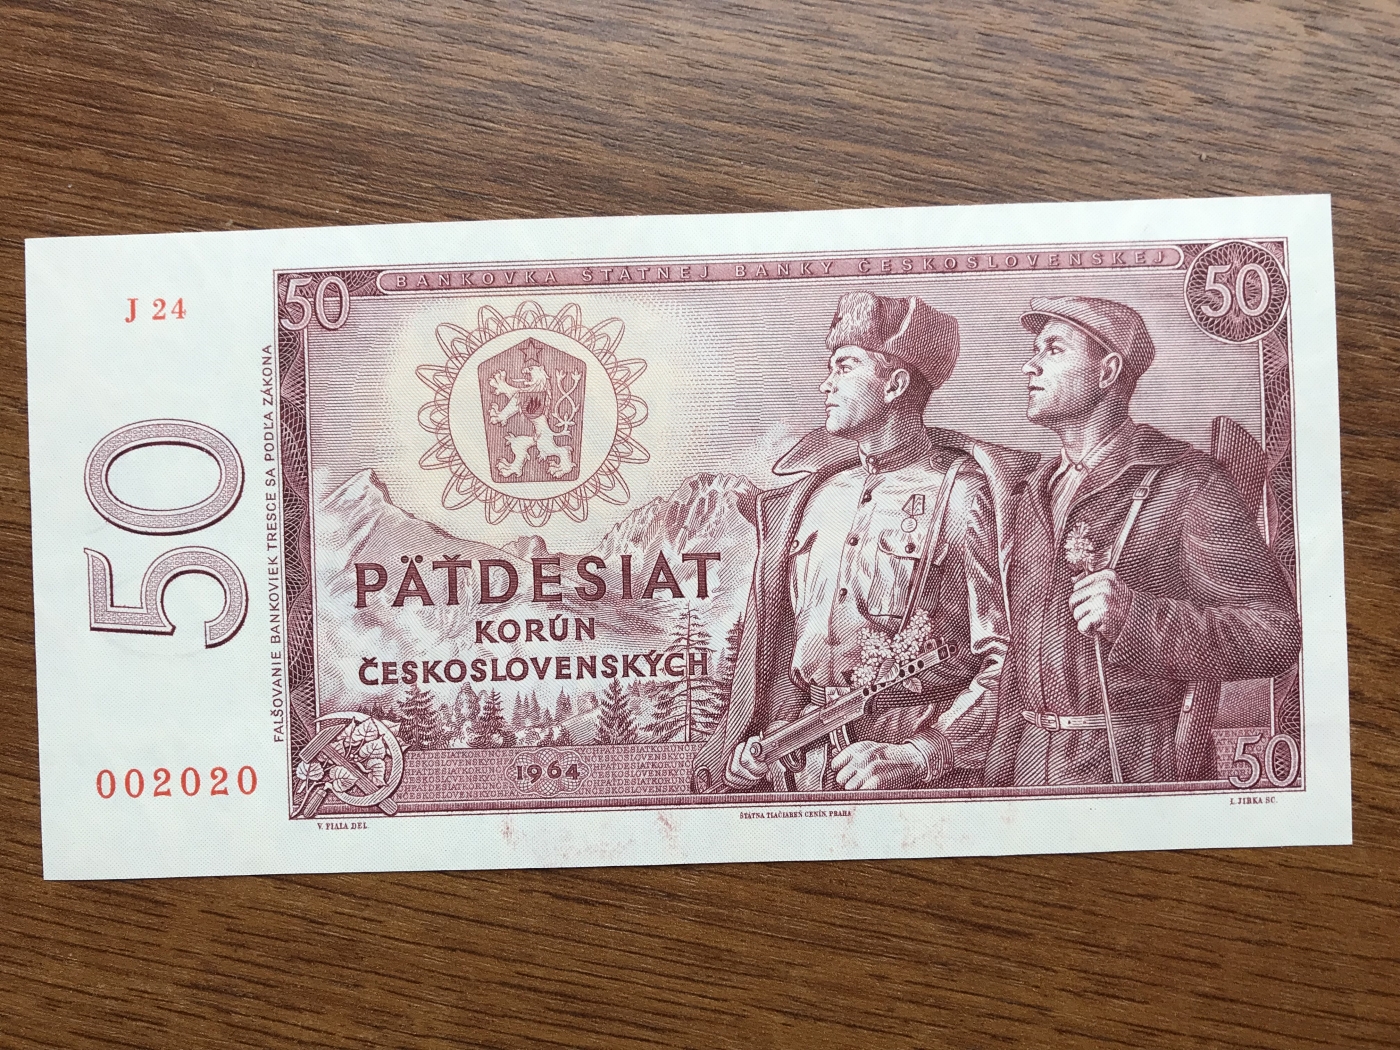 BANKOVKA ŠTÁTNEJ BANKY ČESKOSLOVENSKEJ
50
50
J 24
50
FALŠOVANIE BANKOVIEK TRESCE SA PODĽA ZÁKONA
PÄŤDESIAT
KORÚN
ČESKOSLOVENSKÝCH
002020
1964
50
V. FIALA DEL.
ŠTÁTNA TLAČIAREŇ CENÍN, PRAHA
I. JIRKA SC.